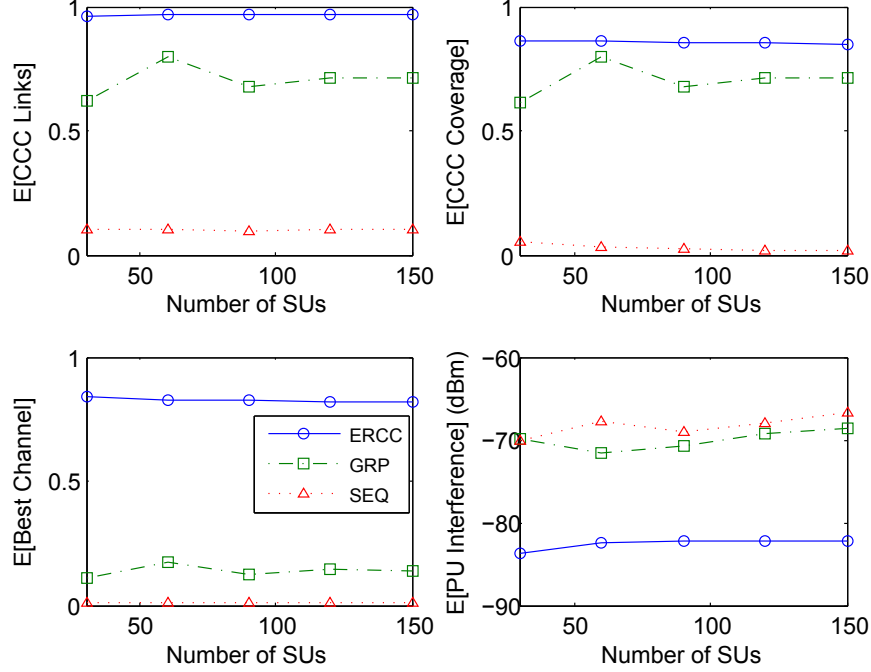 1
0.5
0
E[CCC Links]
50
100
150
Number of SUs
1
0.5
0
E[CCC Coverage]
50
100
150
Number of SUs
1
0.5
0
E[Best Channel]
ERCC
GRP
SEQ
50
100
150
Number of SUs
−60
−70
−80
−90
E[PU Interference] (dBm)
50
100
150
Number of SUs